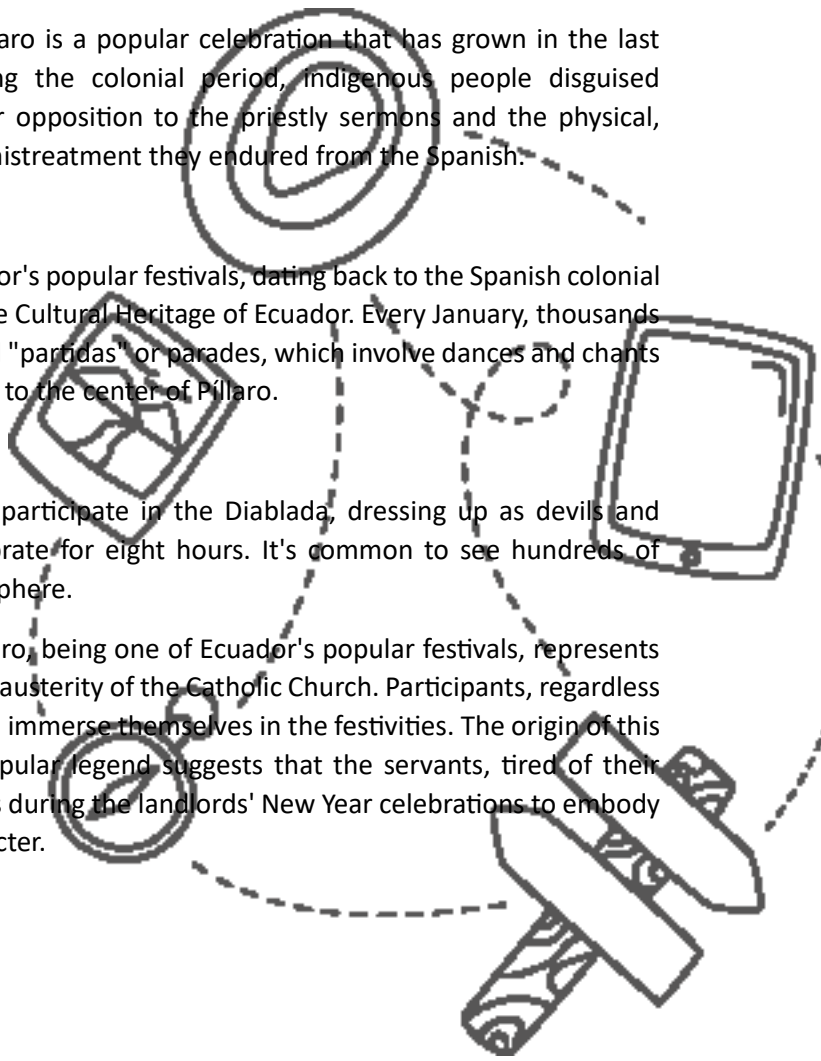 aro is a popular celebration that has grown in the last
ng the colonial period, indigenous people disguised
r opposition to the priestly sermons and the physical,
istreatment they endured from the Spanish.
or's popular festivals, dating back to the Spanish colonial
e Cultural Heritage of Ecuador. Every January, thousands
"partidas" or parades, which involve dances and chants
to the center of Píllaro.
participate in the Diablada, dressing up as devils and
brate for eight hours. It's common to see hundreds of
sphere.
ro, being one of Ecuador's popular festivals, represents
austerity of the Catholic Church. Participants, regardless
immerse themselves in the festivities. The origin of this
pular legend suggests that the servants, tired of their
s during the landlords' New Year celebrations to embody
cter.